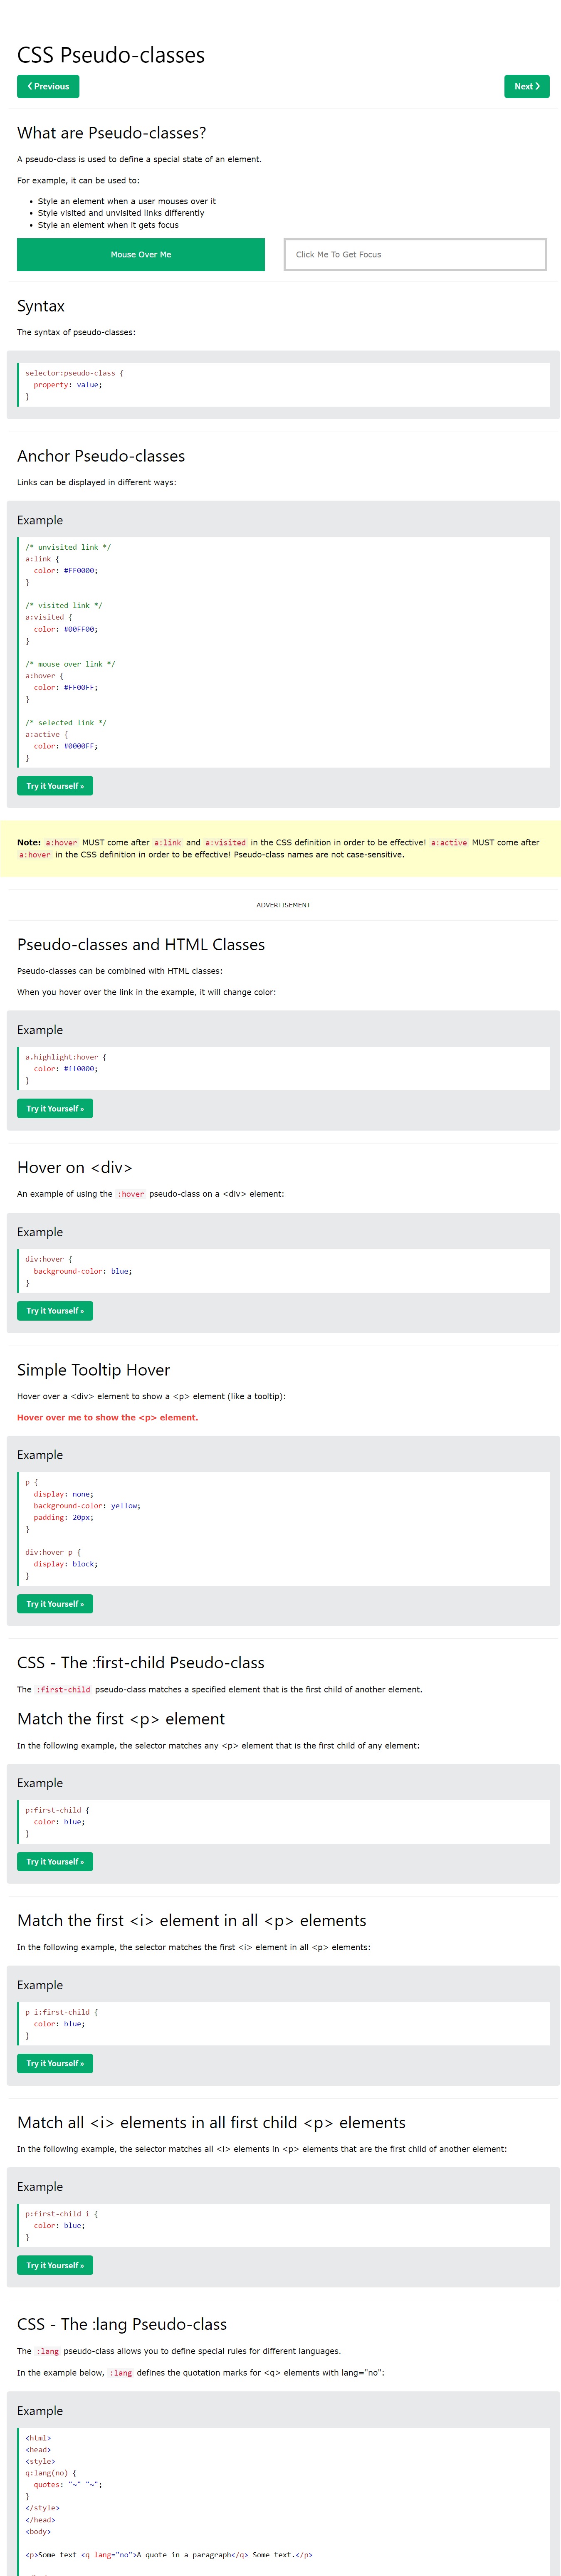 CSS Pseudo-classes
❮ Previous
Next ❯
What are Pseudo-classes?
A pseudo-class is used to define a special state of an element.
For example, it can be used to:
• Style an element when a user mouses over it
• Style visited and unvisited links differently
• Style an element when it gets focus
Mouse Over Me
Click Me To Get Focus
Syntax
The syntax of pseudo-classes:
selector:pseudo-class {
  property: value;
}
Anchor Pseudo-classes
Links can be displayed in different ways:
Example
/* unvisited link */
a:link {
  color: #FF0000;
}
/* visited link */
a:visited {
  color: #00FF00;
}
/* mouse over link */
a:hover {
  color: #FF00FF;
}
/* selected link */
a:active {
  color: #0000FF;
}
Try it Yourself »
Note: a:hover MUST come after a:link and a:visited in the CSS definition in order to be effective! a:active MUST come after
a:hover in the CSS definition in order to be effective! Pseudo-class names are not case-sensitive.
ADVERTISEMENT
Pseudo-classes and HTML Classes
Pseudo-classes can be combined with HTML classes:
When you hover over the link in the example, it will change color:
Example
a.highlight:hover {
  color: #ff0000;
}
Try it Yourself »
Hover on <div>
An example of using the :hover pseudo-class on a <div> element:
Example
div:hover {
  background-color: blue;
}
Try it Yourself »
Simple Tooltip Hover
Hover over a <div> element to show a <p> element (like a tooltip):
Hover over me to show the <p> element.
Example
p {
  display: none;
  background-color: yellow;
  padding: 20px;
}
div:hover p {
  display: block;
}
Try it Yourself »
CSS - The :first-child Pseudo-class
The :first-child pseudo-class matches a specified element that is the first child of another element.
Match the first <p> element
In the following example, the selector matches any <p> element that is the first child of any element:
Example
p:first-child {
  color: blue;
}
Try it Yourself »
Match the first <i> element in all <p> elements
In the following example, the selector matches the first <i> element in all <p> elements:
Example
p i:first-child {
  color: blue;
}
Try it Yourself »
Match all <i> elements in all first child <p> elements
In the following example, the selector matches all <i> elements in <p> elements that are the first child of another element:
Example
p:first-child i {
  color: blue;
}
Try it Yourself »
CSS - The :lang Pseudo-class
The :lang pseudo-class allows you to define special rules for different languages.
In the example below, :lang defines the quotation marks for <q> elements with lang="no":
Example
<html>
<head>
<style>
q:lang(no) {
  quotes: "~" "~";
}
</style>
</head>
<body>
<p>Some text <q lang="no">A quote in a paragraph</q> Some text.</p>